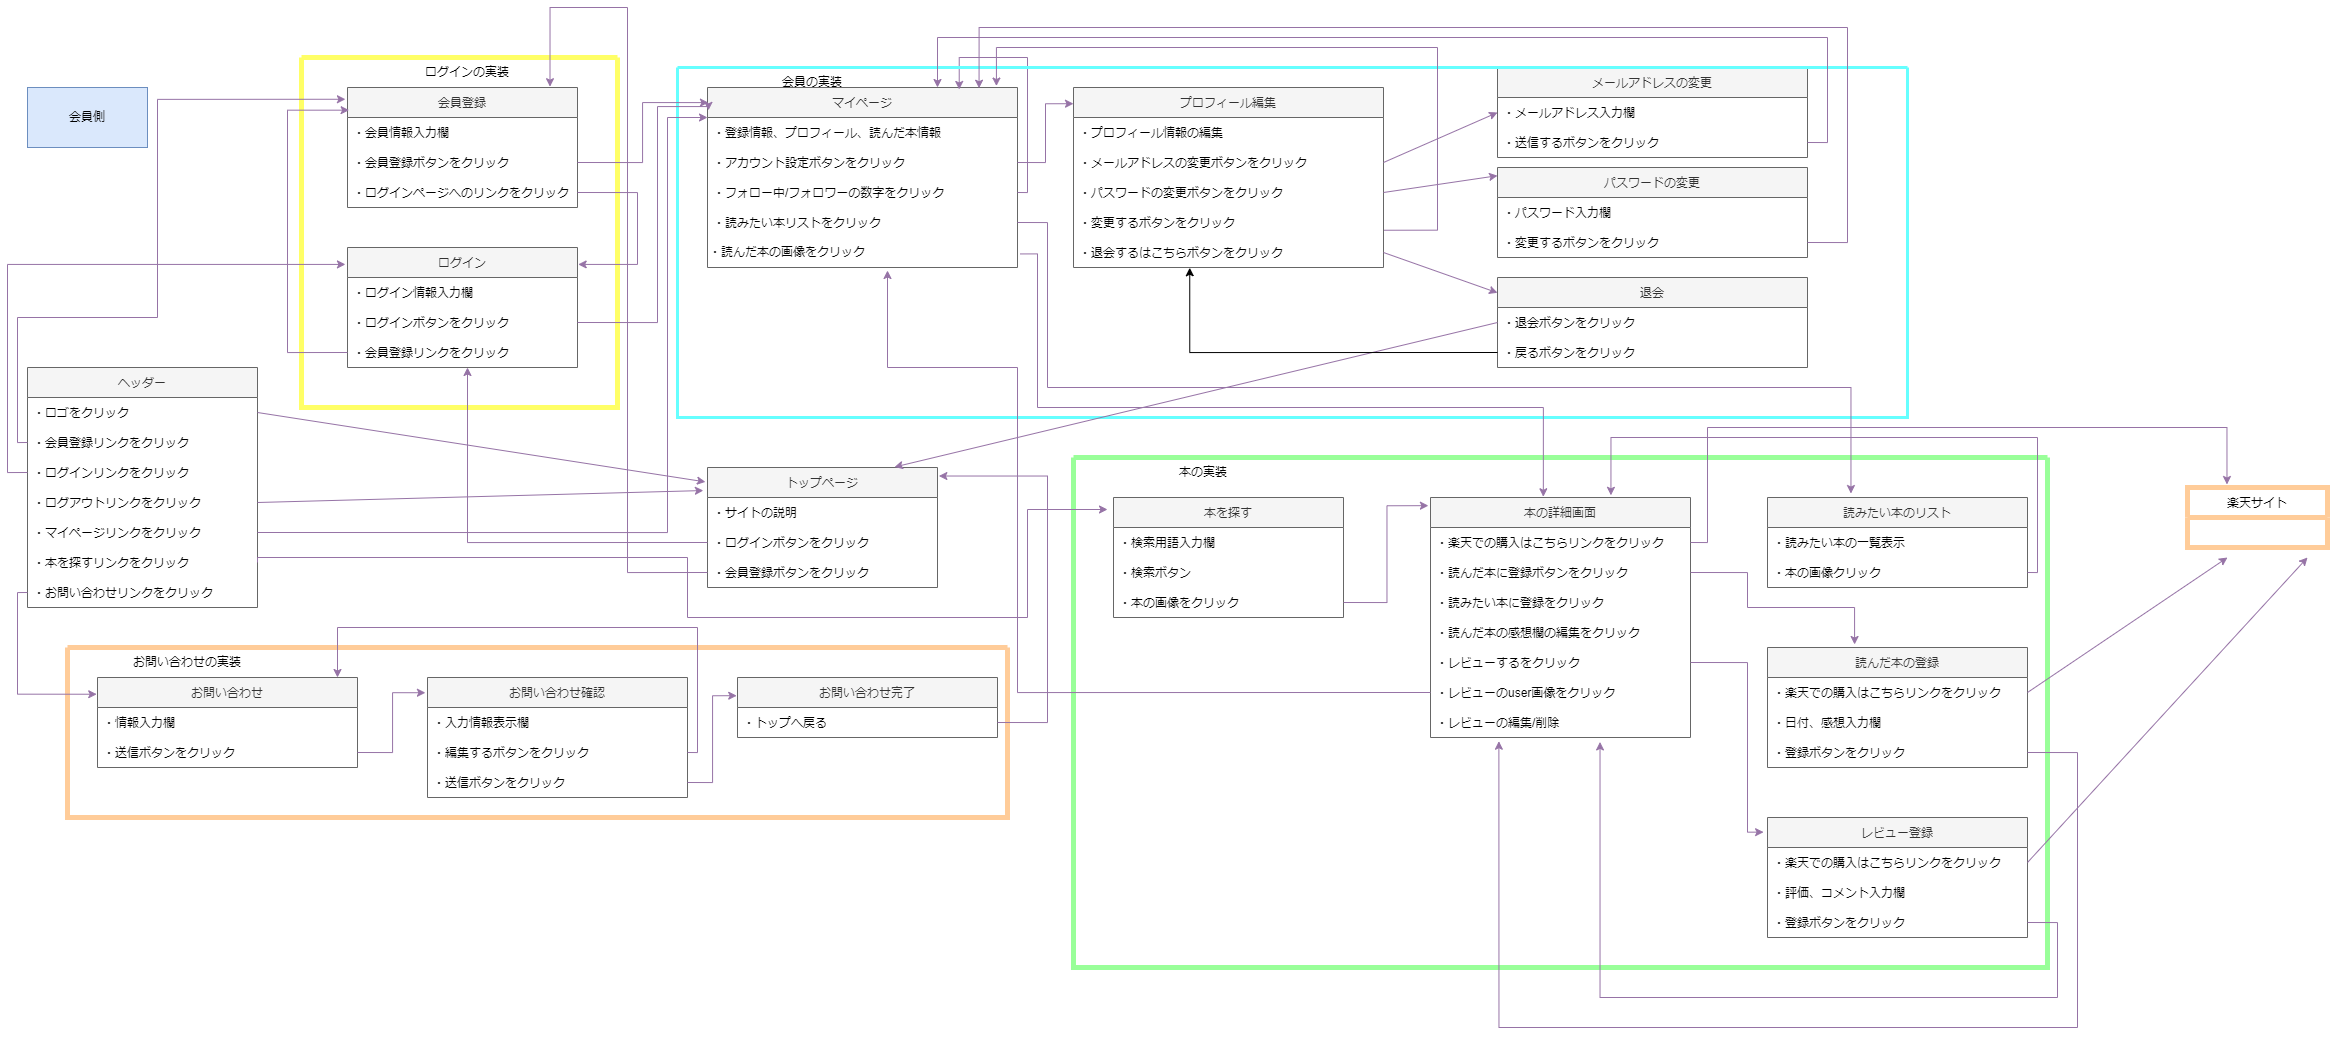 会員側
ログインの実装
会員登録
・会員情報入力欄
・会員登録ボタンをクリック
・ログインページへのリンクをクリック
ログイン
・ログイン情報入力欄
・ログインボタンをクリック
・会員登録リンクをクリック
会員の実装
マイページ
・登録情報、プロフィール、読んだ本情報
・アカウント設定ボタンをクリック
・フォロー中/フォロワーの数字をクリック
・読みたい本リストをクリック
・読んだ本の画像をクリック
プロフィール編集
・プロフィール情報の編集
・メールアドレスの変更ボタンをクリック
・パスワードの変更ボタンをクリック
・変更するボタンをクリック
・退会するはこちらボタンをクリック
メールアドレスの変更
・メールアドレス入力欄
・送信するボタンをクリック
パスワードの変更
・パスワード入力欄
・変更するボタンをクリック
退会
・退会ボタンをクリック
・戻るボタンをクリック
ヘッダー
・ロゴをクリック
・会員登録リンクをクリック
・ログインリンクをクリック
・ログアウトリンクをクリック
・マイページリンクをクリック
・本を探すリンクをクリック
・お問い合わせリンクをクリック
トップページ
・サイトの説明
・ログインボタンをクリック
・会員登録ボタンをクリック
本の実装
本を探す
・検索用語入力欄
・検索ボタン
・本の画像をクリック
本の詳細画面
・楽天での購入はこちらリンクをクリック
・読んだ本に登録ボタンをクリック
・読みたい本に登録をクリック
・読んだ本の感想欄の編集をクリック
・レビューするをクリック
・レビューのuser画像をクリック
・レビューの編集/削除
読みたい本のリスト
・読みたい本の一覧表示
・本の画像クリック
読んだ本の登録
・楽天での購入はこちらリンクをクリック
・日付、感想入力欄
・登録ボタンをクリック
レビュー登録
・楽天での購入はこちらリンクをクリック
・評価、コメント入力欄
・登録ボタンをクリック
楽天サイト
お問い合わせの実装
お問い合わせ
・情報入力欄
・送信ボタンをクリック
お問い合わせ確認
・入力情報表示欄
・編集するボタンをクリック
・送信ボタンをクリック
お問い合わせ完了
・トップへ戻る